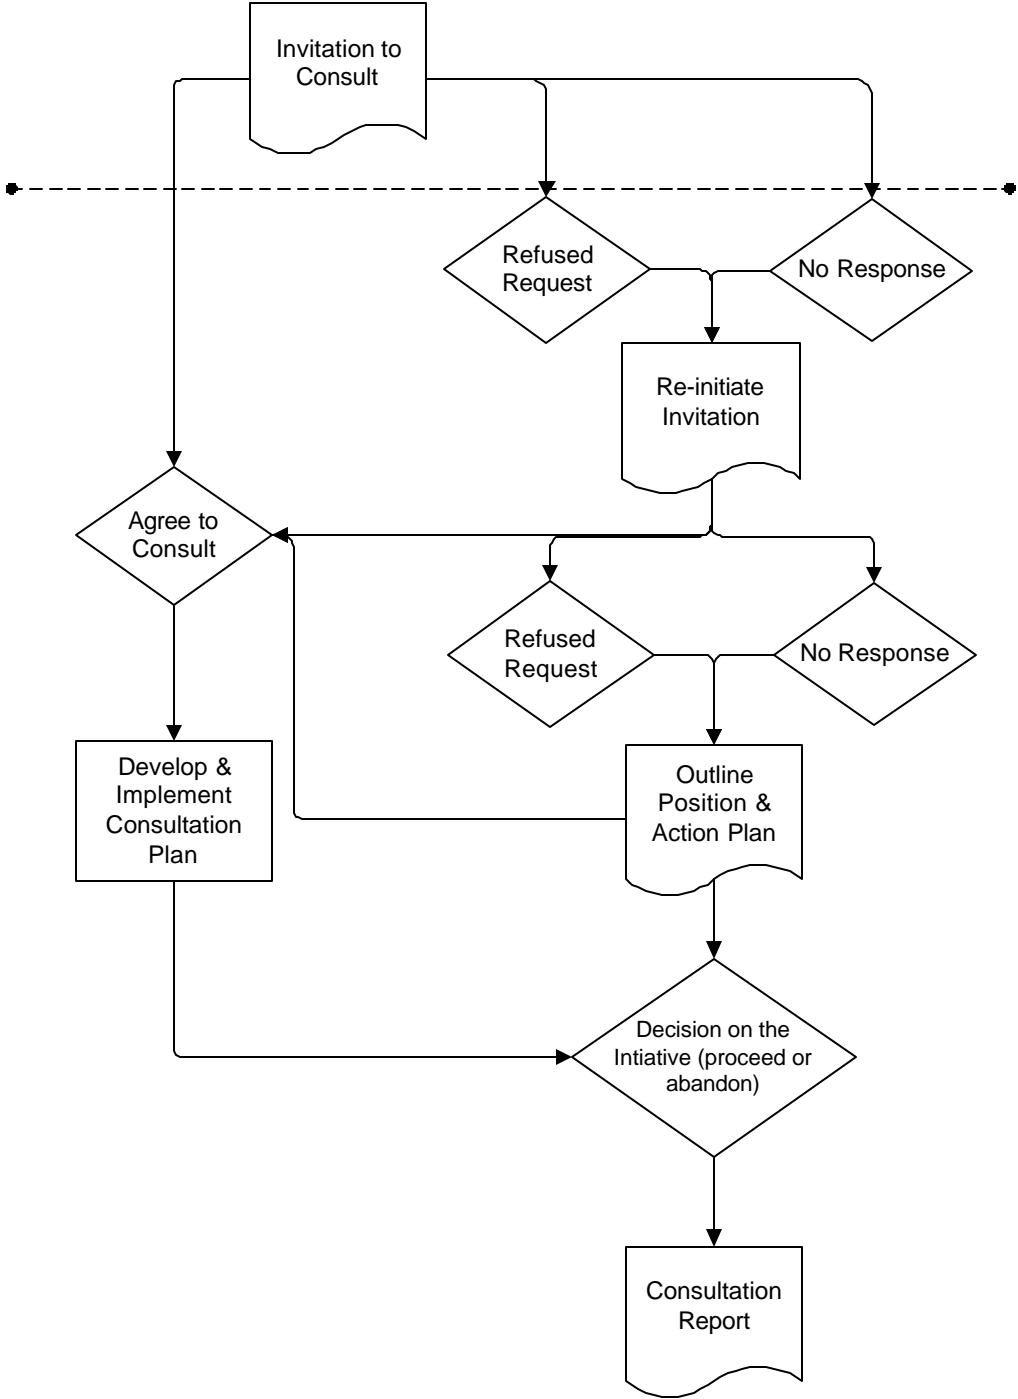 Invitation to
Consult
Refused
Request
No Response
Re-initiate
Invitation
Agree to
Consult
Refused
Request
No Response
Develop &
Implement
Consultation
Plan
Outline
Position &
Action Plan
Decision on the
Intiative (proceed or
abandon)
Consultation
Report